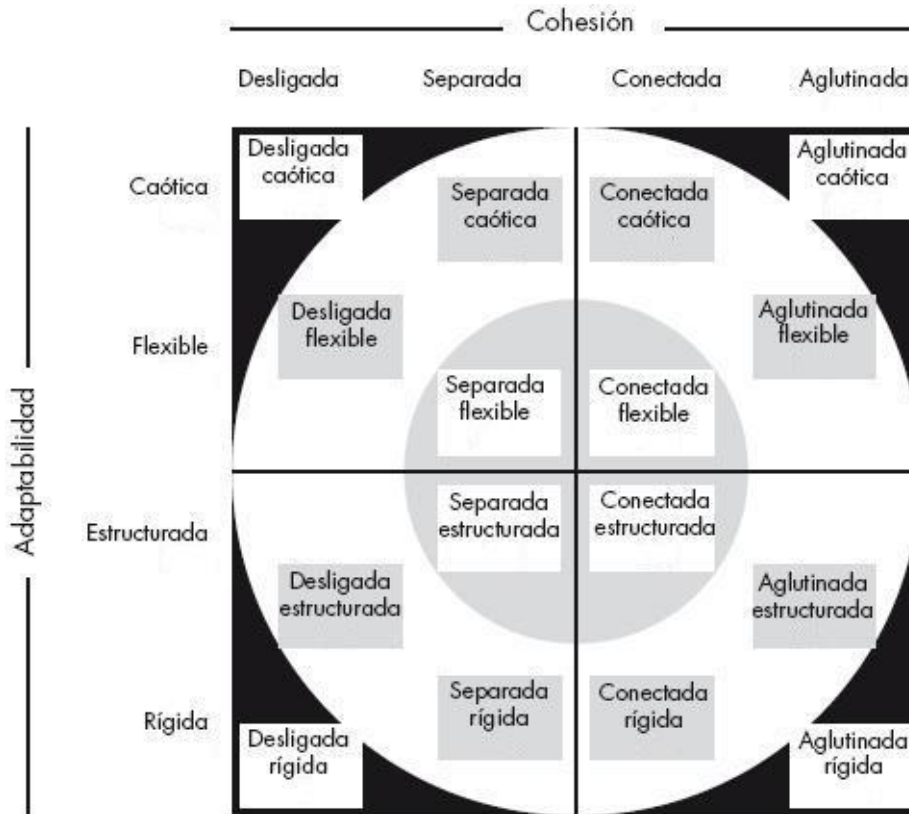 Cohesión
Desligada Separada Conectada Aglutinada
Adaptabilidad
Caótica
Flexible
Estructurada
Rígida
Desligada
caótica
Aglutinada
caótica
Separada
caótica
Conectada
caótica
Desligada
flexible
Aglutinada
flexible
Separada
flexible
Conectada
flexible
Separada
estructurada
Conectada
estructurada
Desligada
estructurada
Aglutinada
estructurada
Separada
rígida
Conectada
rígida
Desligada
rígida
Aglutinada
rígida